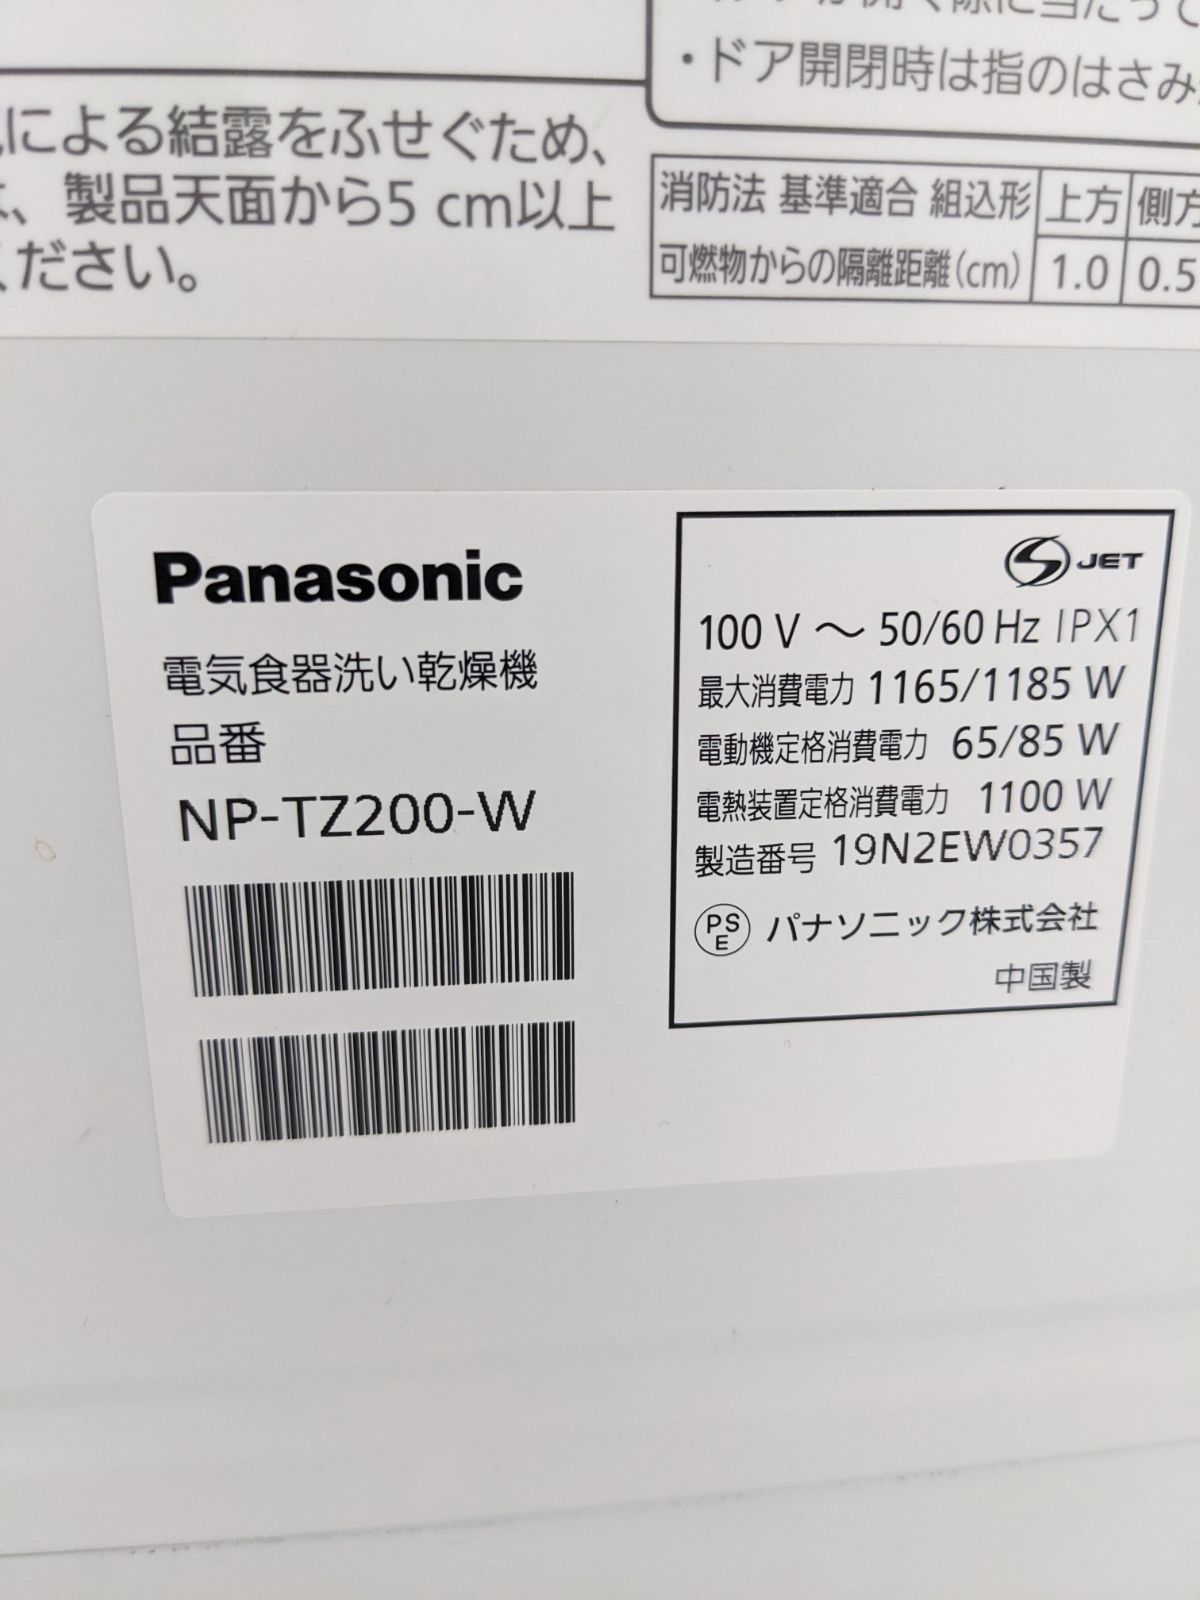 ・ドア開閉時は指のはさみ
による結露をふせぐため、
、製品天面から5 cm以上
ください。
消防法 基準適合 組込形 上方 側方
可燃物からの隔離距離(cm) 1.0 0.5
Panasonic
電気食器洗い乾燥機
品番
NP-TZ200-W
S JET
100 V ～ 50/60 Hz IPX1
最大消費電力 1165/1185 W
電動機定格消費電力 65/85 W
電熱装置定格消費電力 1100 W
製造番号 19N2EW0357
PSE パナソニック株式会社
中国製